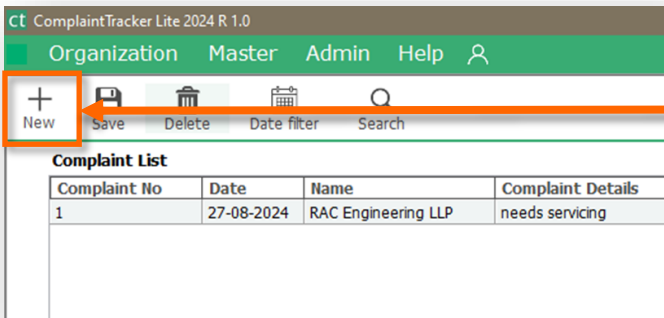 ct ComplaintTracker Lite 2024 R 1.0
Organization Master Admin Help
New Save Delete Date filter Search
Complaint List
Complaint No Date Name Complaint Details
1 27-08-2024 RAC Engineering LLP needs servicing